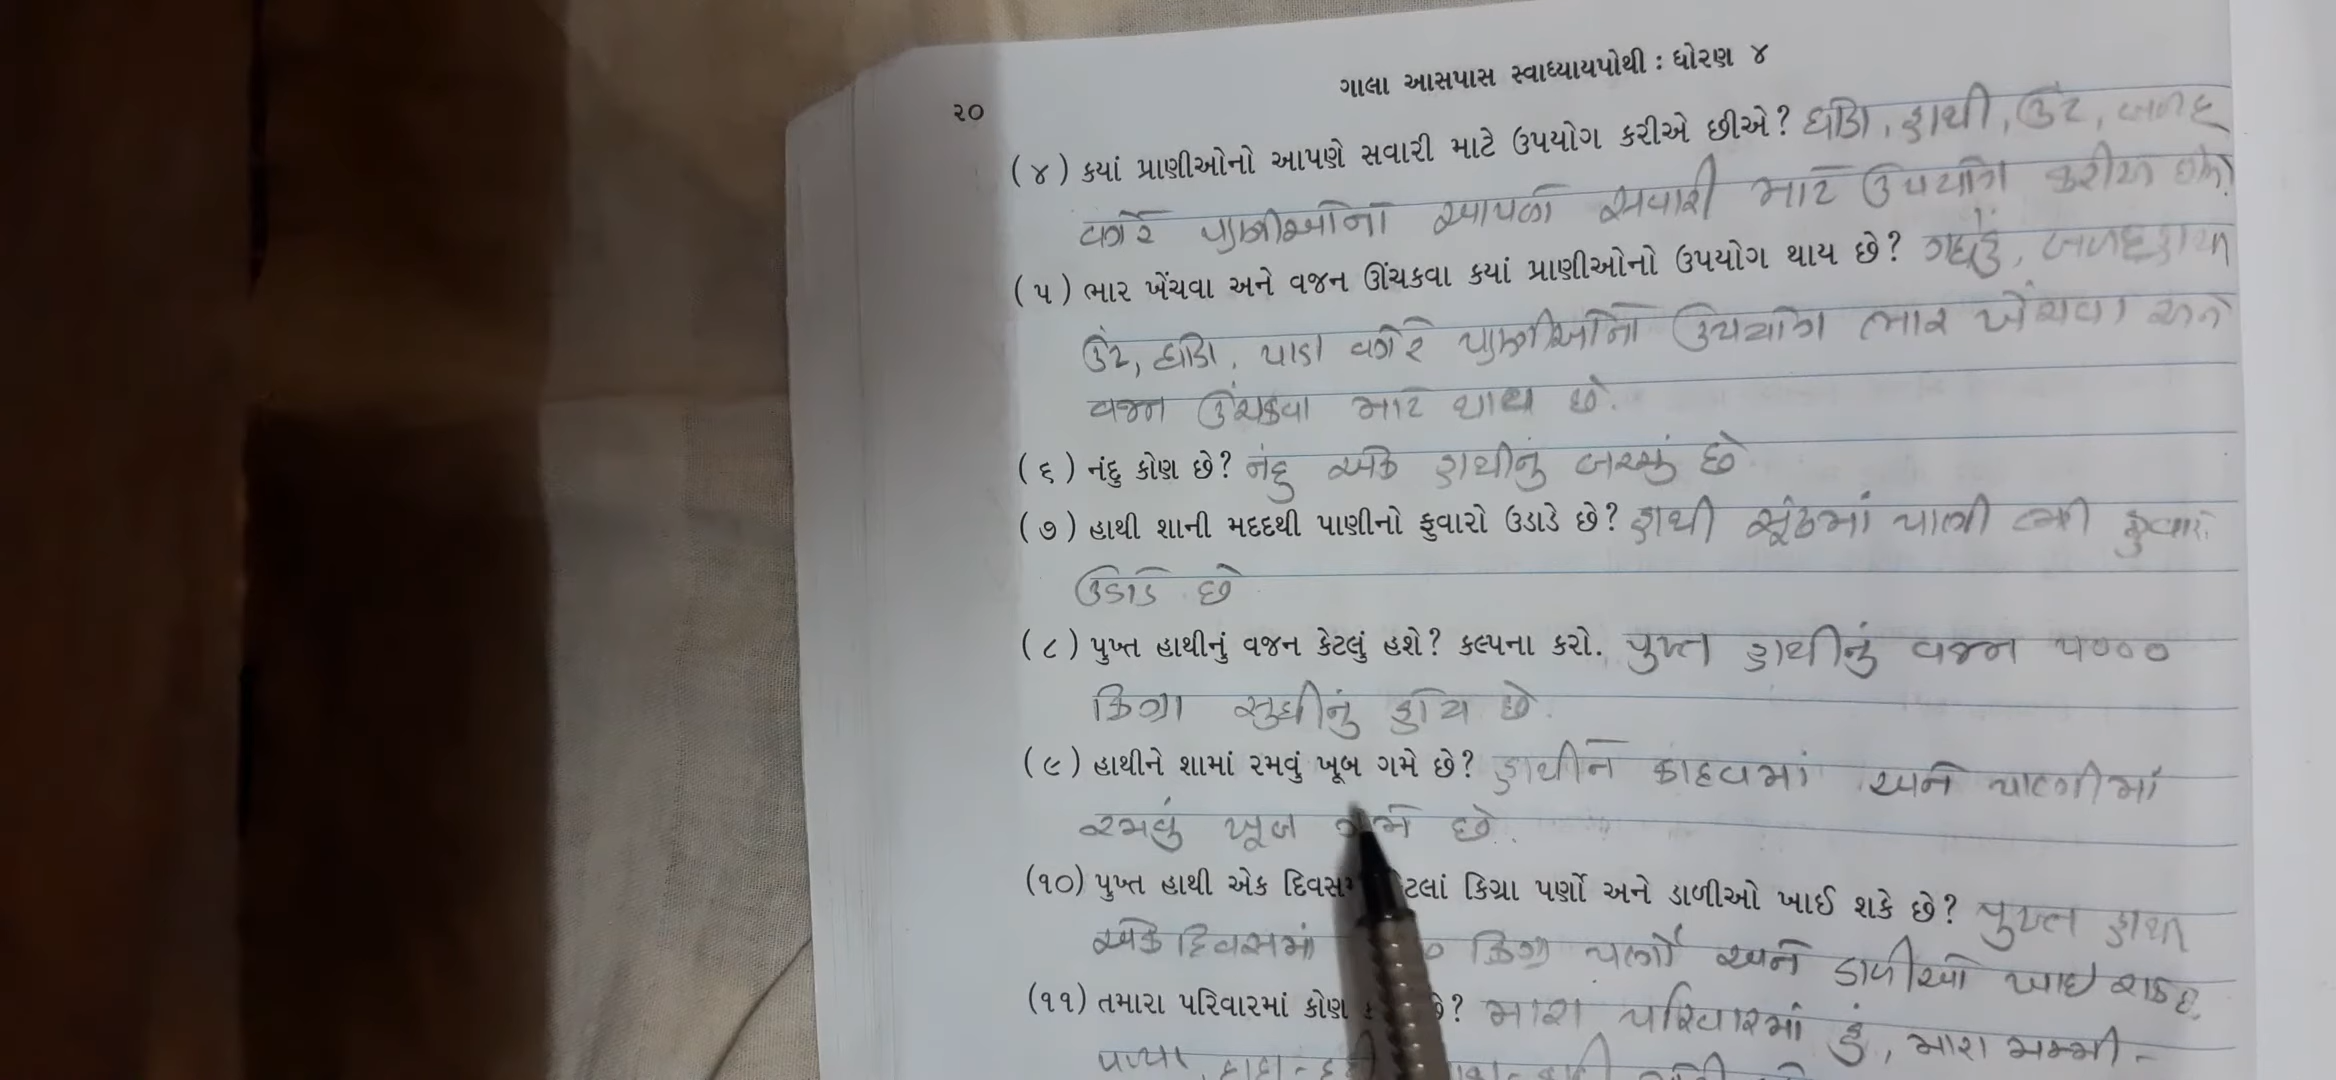 ગાલા આસપાસ સ્વાધ્યાયપોથી : ધોરણ ૪
૨૦
(૪) કયાં પ્રાણીઓનો આપણે સવારી માટે ઉપયોગ કરીએ છીએ? ઘોડો, હાથી, ઊંટ, બળદ
વગેરે પ્રાણીઓનો આપણે સવારી માટે ઉપયોગ કરીએ છીએ.
(૫) ભાર ખેંચવા અને વજન ઊંચકવા કયાં પ્રાણીઓનો ઉપયોગ થાય છે? ગધેડું, બળદ, હાથી
ઊંટ, ઘોડો, પાડો વગેરે પ્રાણીઓનો ઉપયોગ ભાર ખેંચવા અને
વજન ઉંચકવા માટે થાય છે.
(૬) નંદુ કોણ છે? નંદુ એક હાથીનું બચ્ચું છે
(૭) હાથી શાની મદદથી પાણીનો ફુવારો ઉડાડે છે? હાથી સૂંઢમાં પાણી ભરી ફુવારો
ઉડાડે છે
(૮) પુખ્ત હાથીનું વજન કેટલું હશે? કલ્પના કરો. પુખ્ત હાથીનું વજન ૫૦૦૦
કિગ્રા સુધીનું હોય છે.
(૯) હાથીને શામાં રમવું ખૂબ ગમે છે? હાથીને કાદવમાં અને પાણીમાં
રમવું ખૂબ ગમે છે.
(૧૦) પુખ્ત હાથી એક કિગ્રા પર્ણો અને ડાળીઓ ખાઈ શકે છે? પુખ્ત હાથી
એક દિવસમાં કિગ્રા પર્ણો અને ડાળીઓ ખાઇ શકે છે.
(૧૧) તમારા પરિવારમાં કોણ છે? મારા પરિવારમાં હું, મારા મમ્મી -
પપ્પા,